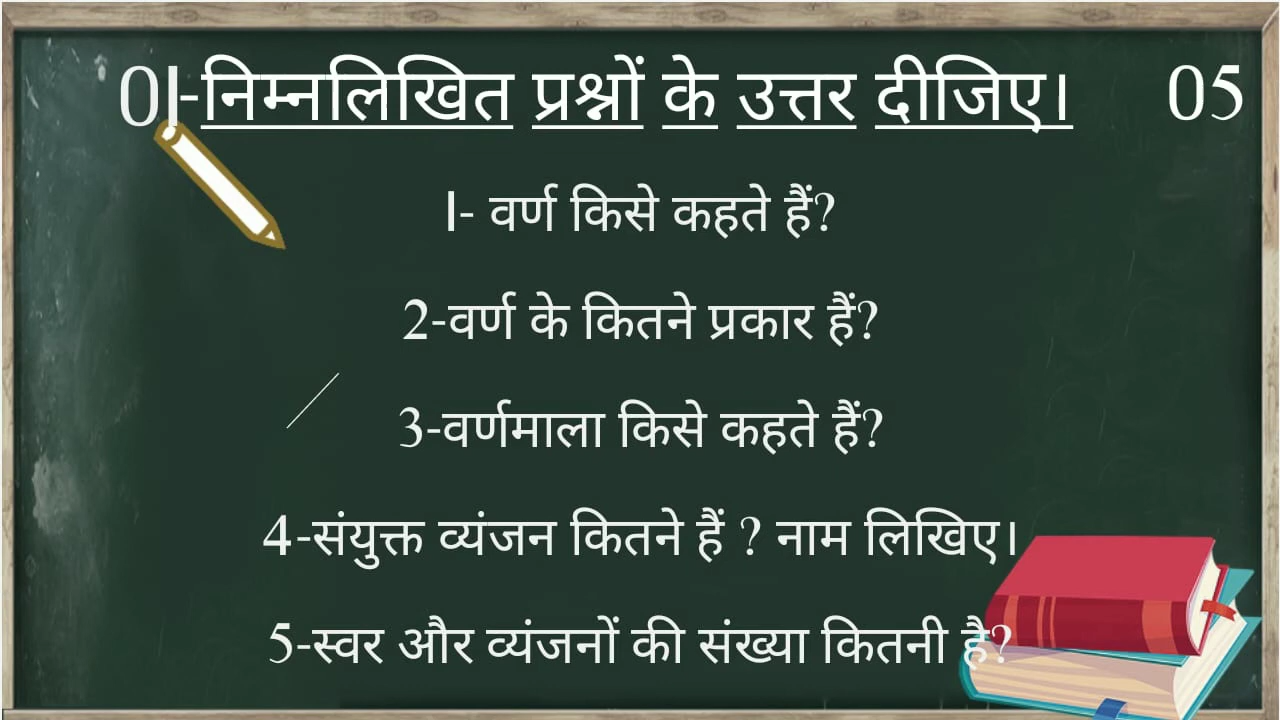 01-निम्नलिखित प्रश्नों के उत्तर दीजिए। 05
1- वर्ण किसे कहते हैं?
2-वर्ण के कितने प्रकार हैं?
3-वर्णमाला किसे कहते हैं?
4-संयुक्त व्यंजन कितने हैं ? नाम लिखिए।
5-स्वर और व्यंजनों की संख्या कितनी है?